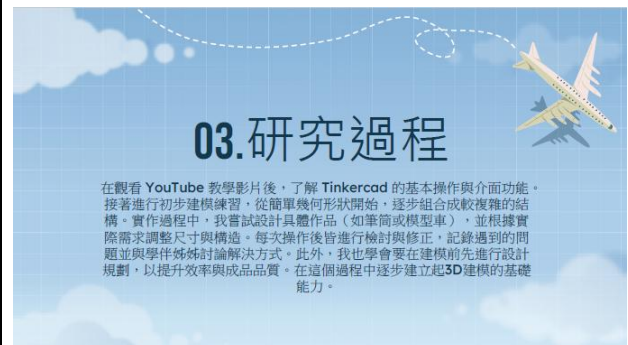 03.研究過程
在觀看 YouTube 教學影片後，了解 Tinkercad 的基本操作與介面功能。
接著進行初步建模練習，從簡單幾何形狀開始，逐步組合成較複雜的結
構。實作過程中，我嘗試設計具體作品（如筆筒或模型車），並根據實
際需求調整尺寸與構造。每次操作後皆進行檢討與修正，記錄遇到的問
題並與學伴姊姊討論解決方式。此外，我也學會要在建模前先進行設計
規劃，以提升效率與成品品質。在這個過程中逐步建立起3D建模的基礎
能力。